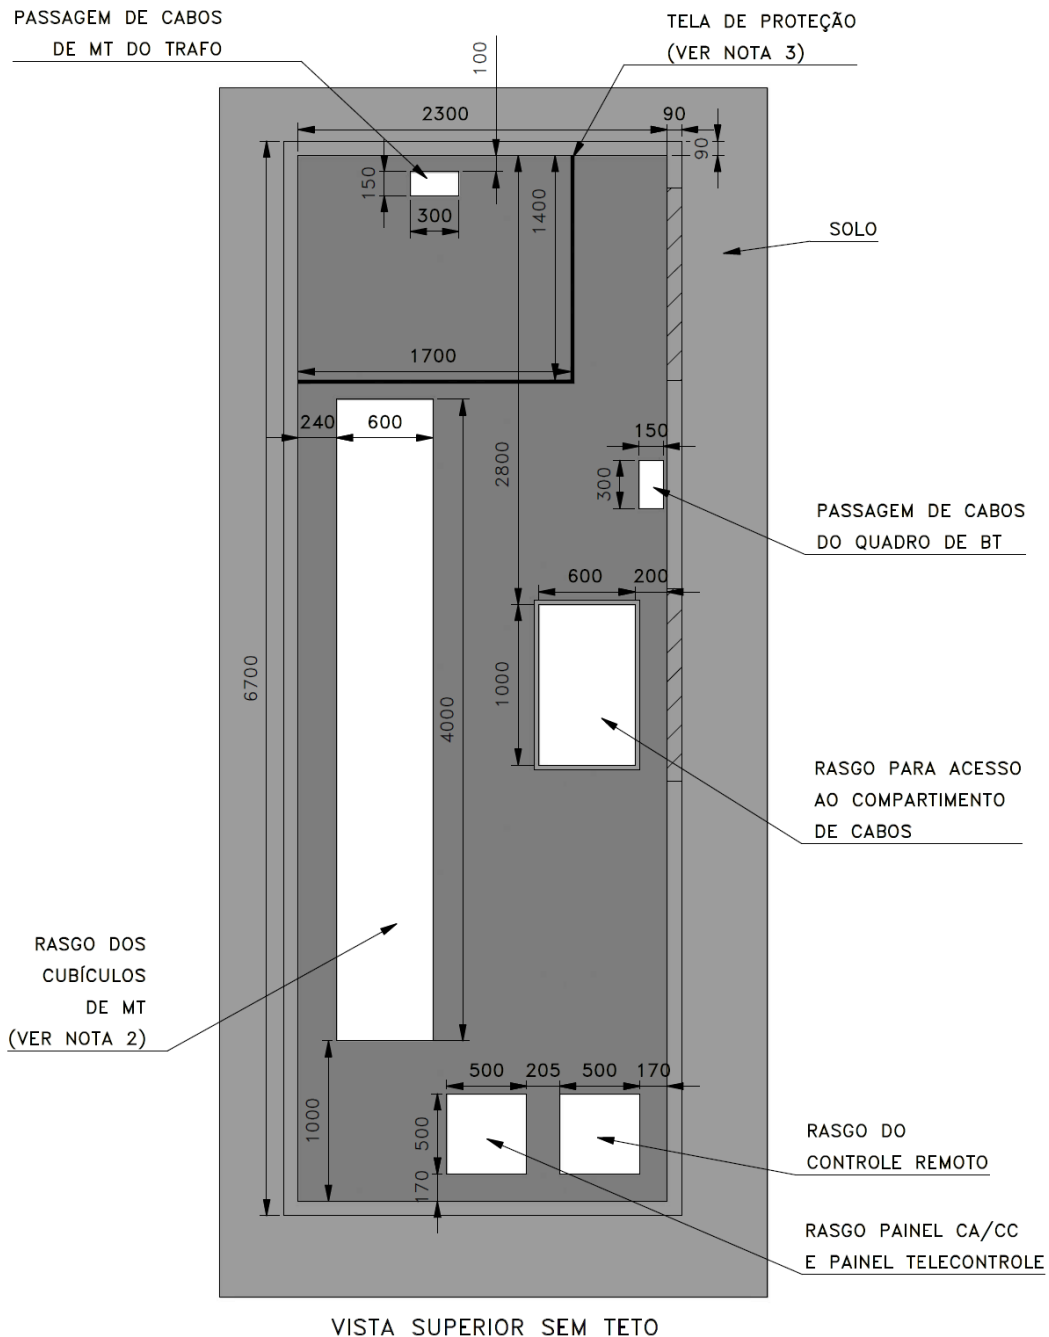 PASSAGEM DE CABOS
DE MT DO TRAFO
TELA DE PROTEÇÃO
(VER NOTA 3)
100
2300
90
90
150
300
1400
SOLO
1700
240
600
150
2800
300
PASSAGEM DE CABOS
DO QUADRO DE BT
600
200
6700
4000
1000
RASGO PARA ACESSO
AO COMPARTIMENTO
DE CABOS
RASGO DOS
CUBÍCULOS
DE MT
(VER NOTA 2)
500
205
500
170
1000
500
170
RASGO DO
CONTROLE REMOTO
RASGO PAINEL CA/CC
E PAINEL TELECONTROLE
VISTA SUPERIOR SEM TETO